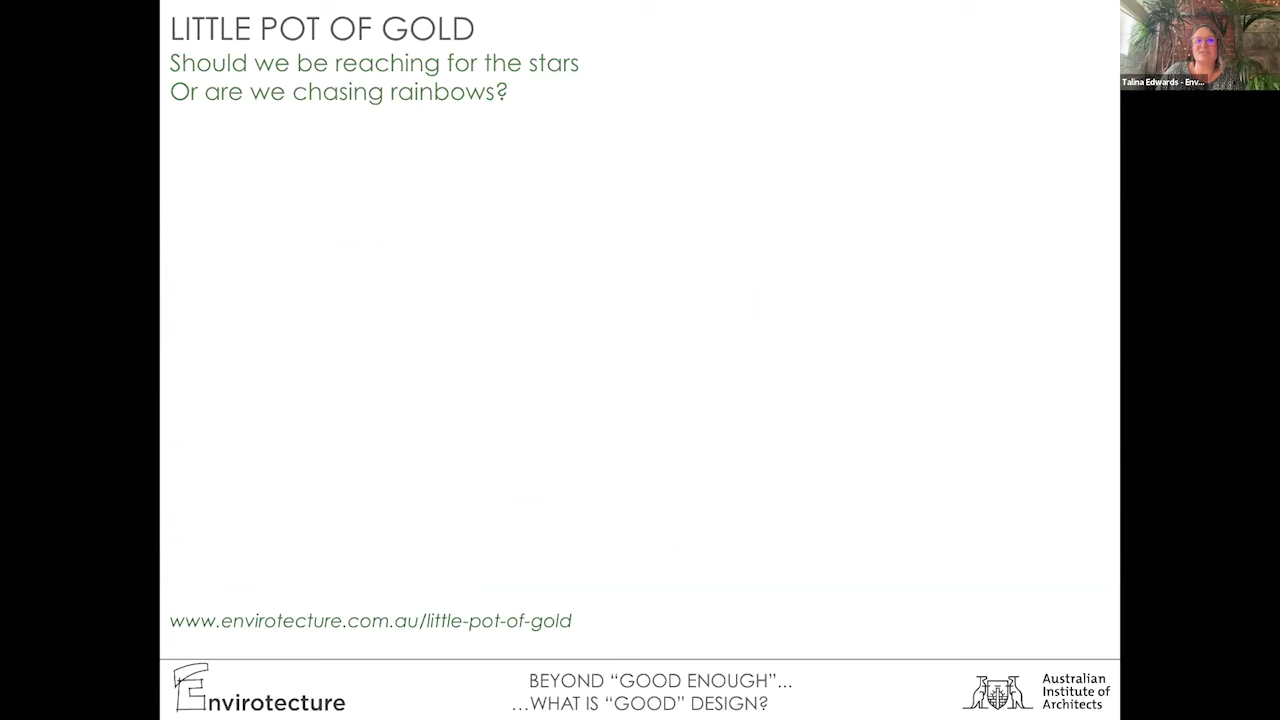 LITTLE POT OF GOLD
Should we be reaching for the stars
Or are we chasing rainbows?
Talina Edwards - Env...
www.envirotecture.com.au/little-pot-of-gold
Envirotecture
BEYOND “GOOD ENOUGH”...
...WHAT IS “GOOD” DESIGN?
Australian
Institute of
Architects